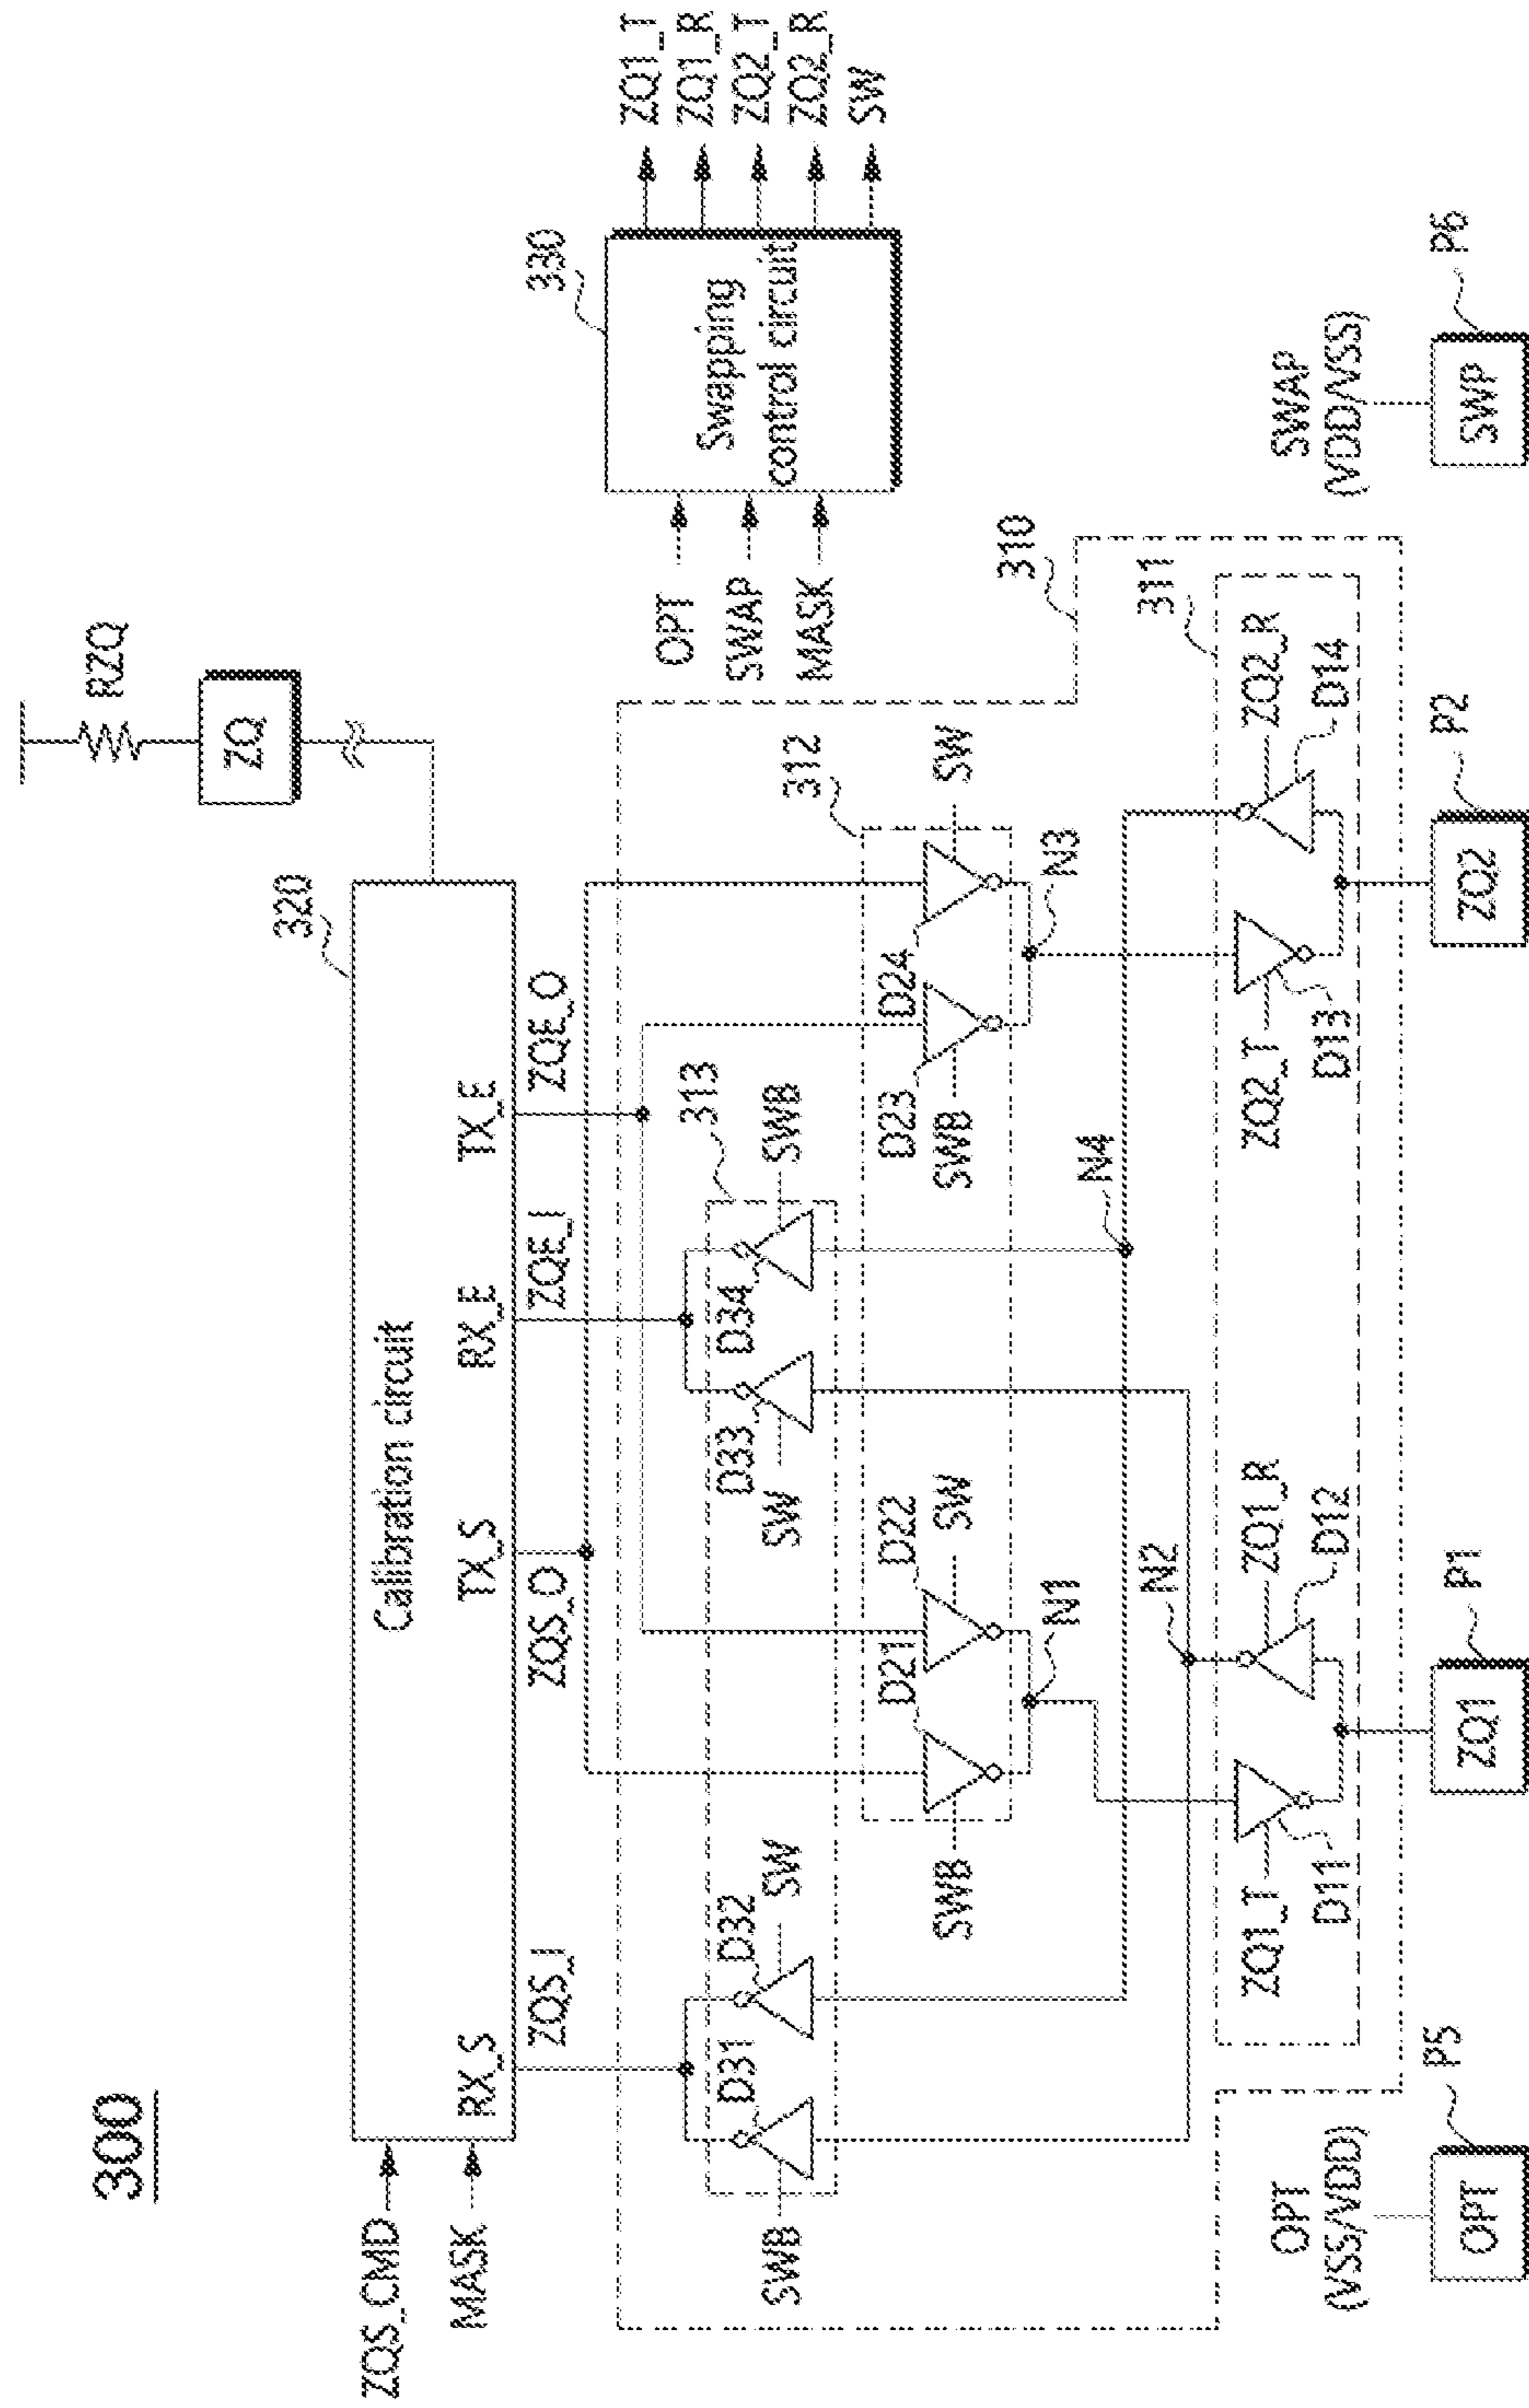 300
RZQ
ZQ
ZQS_CMD
MASK
320
Calibration circuit
RX_S
TX_S
RX_E
TX_E
ZQS_I
ZQS_O
ZQE_I
ZQE_O
330
Swapping
control circuit
OPT
SWAP
MASK
ZQ1_T
ZQ1_R
ZQ2_T
ZQ2_R
SW
313
SWB
D31
D32
SW
SW
D33
D34
SWB
312
SWB
D21
D22
SW
SWB
D23
D24
SW
310
N1
N3
N2
N4
311
ZQ1_T
D11
ZQ1_R
D12
ZQ2_T
D13
ZQ2_R
D14
OPT
(VSS/VDD)
SWAP
(VDD/VSS)
P5
P1
P2
P6
OPT
ZQ1
ZQ2
SWP